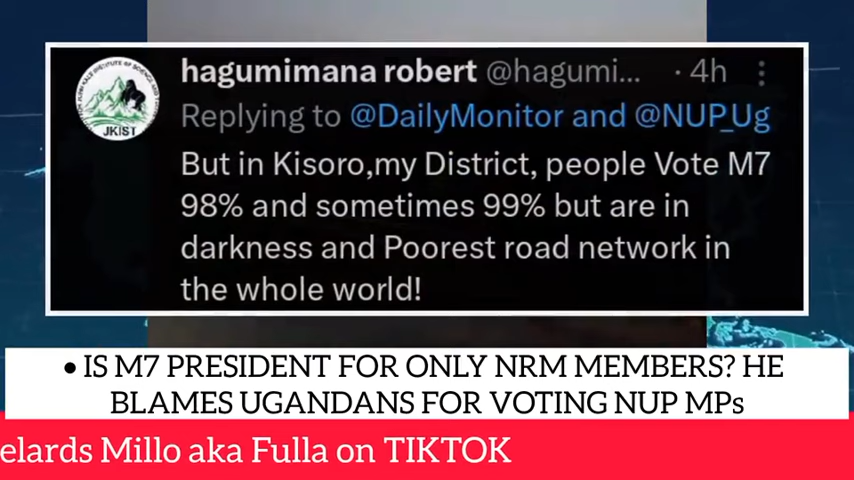 hagumimana robert @hagumi... · 4h
Replying to @DailyMonitor and @NUP_Ug
But in Kisoro,my District, people Vote M7
98% and sometimes 99% but are in
darkness and Poorest road network in
the whole world!
JKIST
• IS M7 PRESIDENT FOR ONLY NRM MEMBERS? HE
BLAMES UGANDANS FOR VOTING NUP MPs
elards Millo aka Fulla on TIKTOK